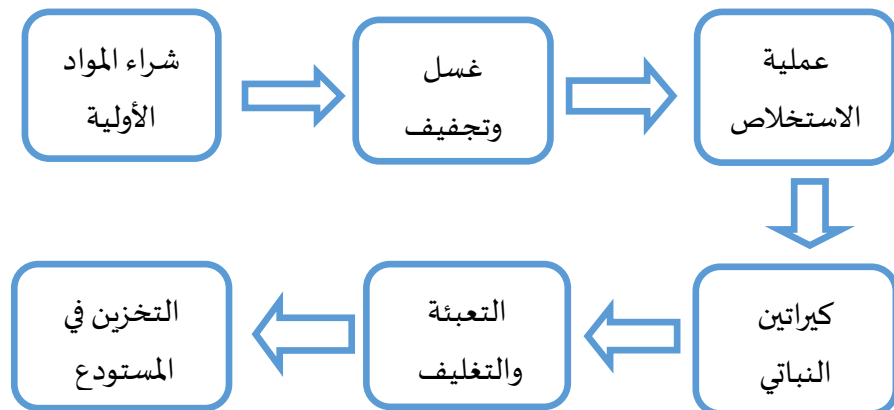 شراء المواد
الأولية
غسل
وتجفيف
عملية
الاستخلاص
كيراتين
النباتي
التعبئة
والتغليف
التخزين في
المستودع